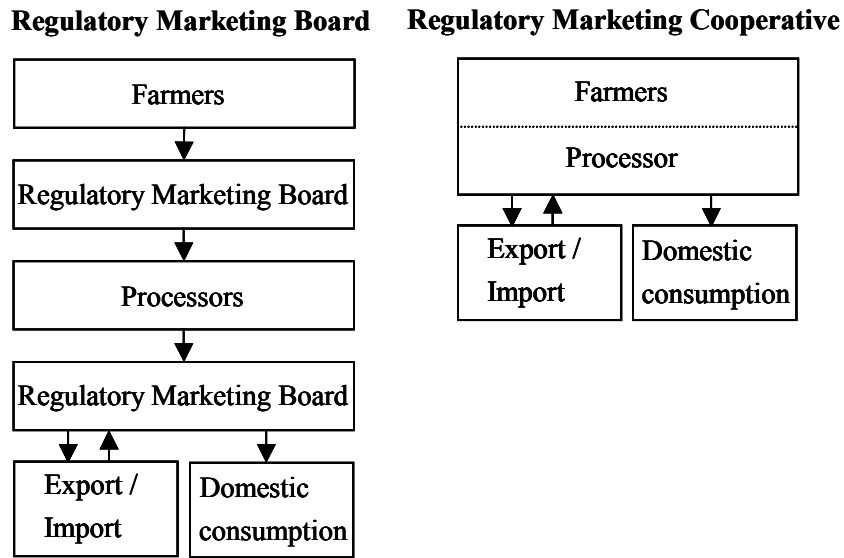 Regulatory Marketing Board
Farmers
Regulatory Marketing Board
Processors
Regulatory Marketing Board
Export /
Import
Domestic
consumption
Regulatory Marketing Cooperative
Farmers
Processor
Export /
Import
Domestic
consumption